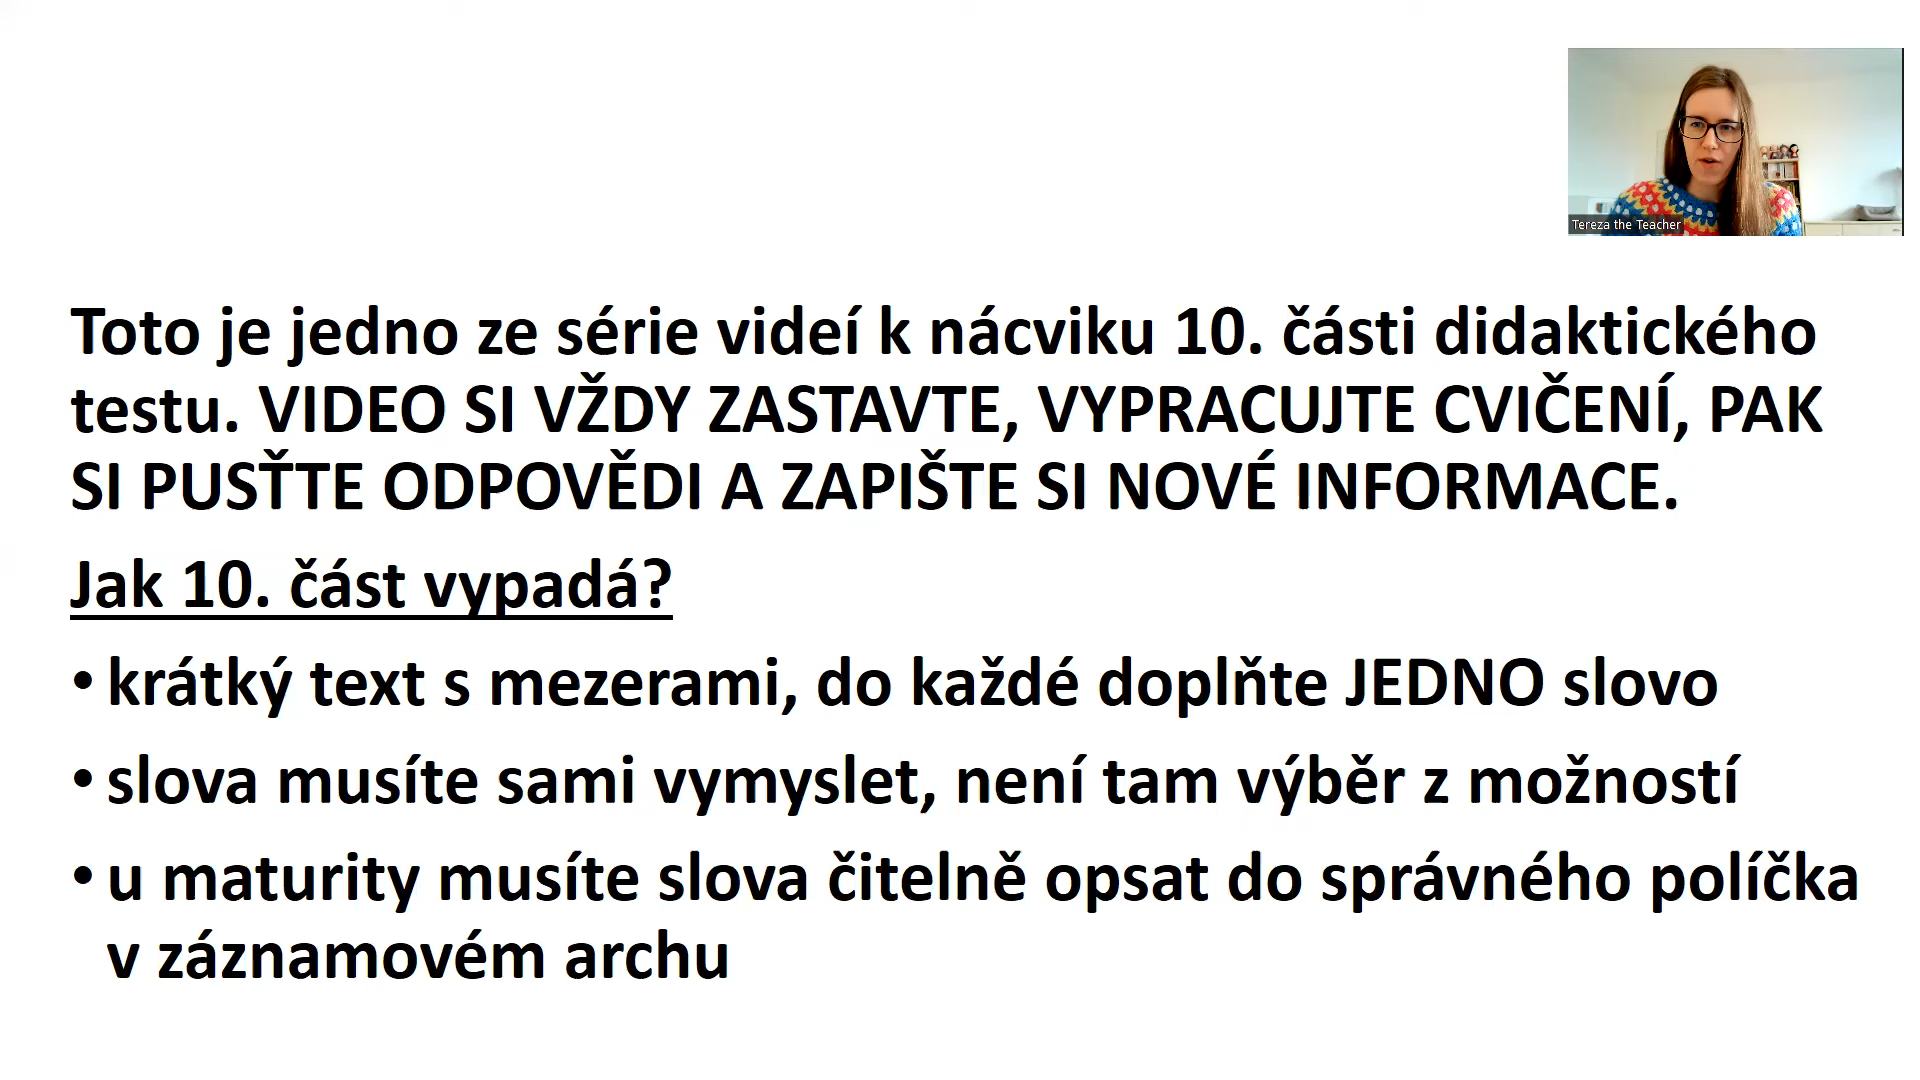 Tereza the Teacher
Toto je jedno ze série videí k nácviku 10. části didaktického
testu. VIDEO SI VŽDY ZASTAVTE, VYPRACUJTE CVIČENÍ, PAK
SI PUSŤTE ODPOVĚDI A ZAPIŠTE SI NOVÉ INFORMACE.
Jak 10. část vypadá?
• krátký text s mezerami, do každé doplňte JEDNO slovo
• slova musíte sami vymyslet, není tam výběr z možností
• u maturity musíte slova čitelně opsat do správného políčka
v záznamovém archu